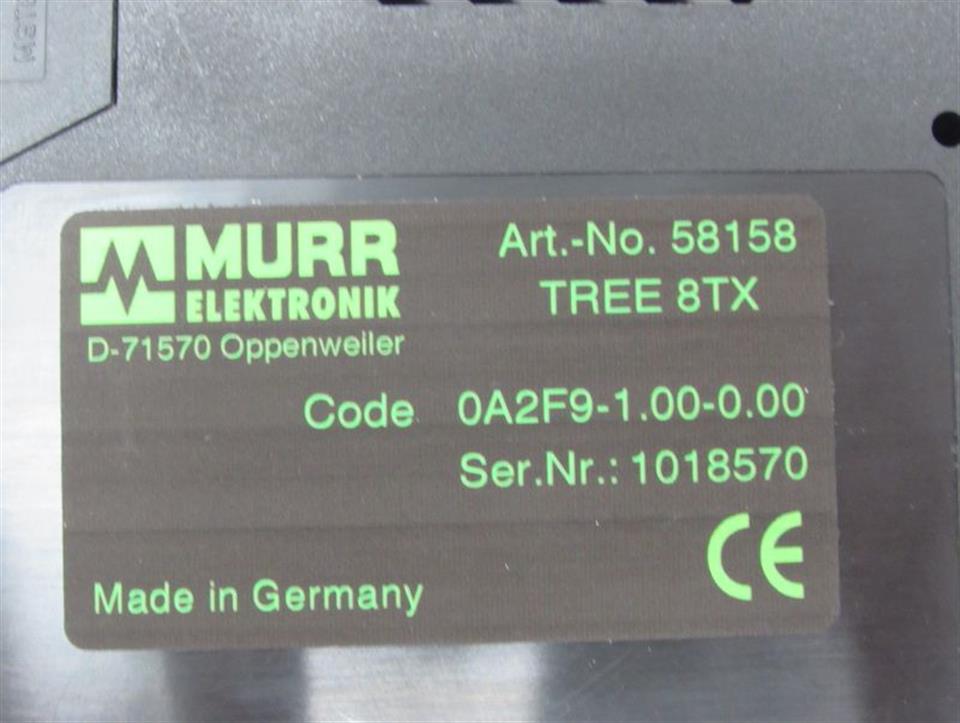 MURR
ELEKTRONIK
D-71570 Oppenweiler
Art.-No. 58158
TREE 8TX
Code 0A2F9-1.00-0.00
Ser.Nr.: 1018570
CE
Made in Germany